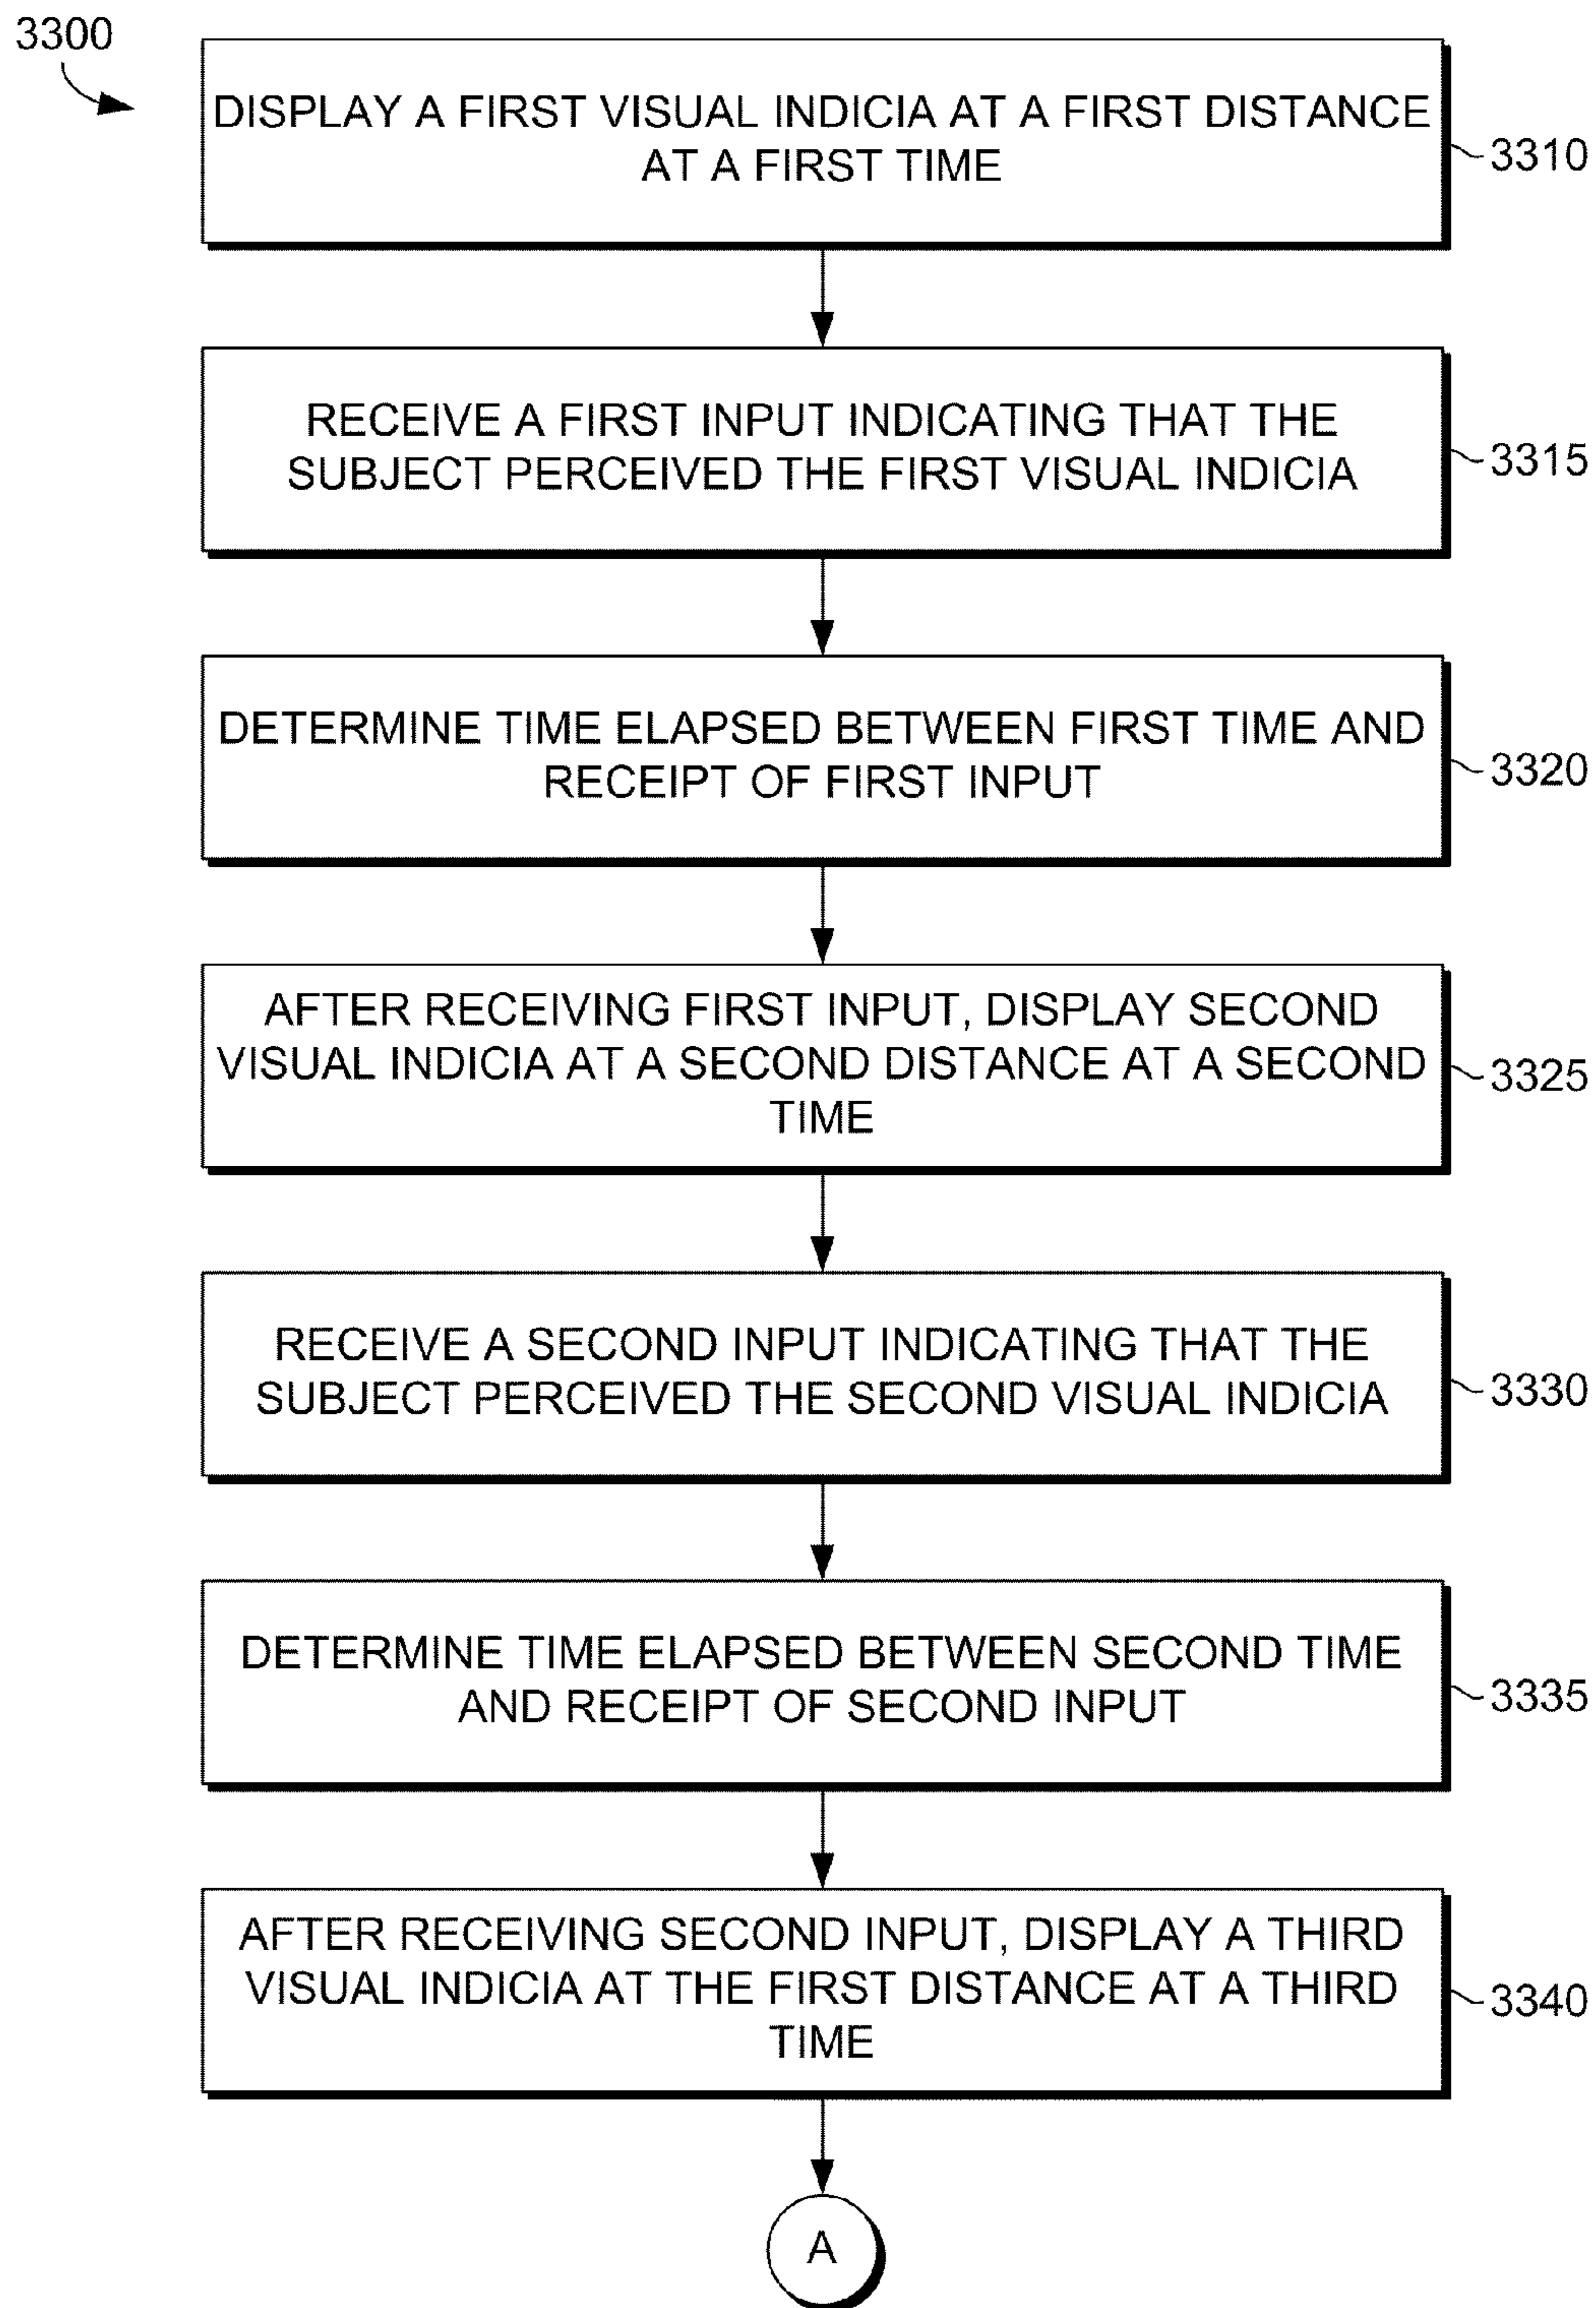 3300
DISPLAY A FIRST VISUAL INDICIA AT A FIRST DISTANCE
AT A FIRST TIME
3310
RECEIVE A FIRST INPUT INDICATING THAT THE
SUBJECT PERCEIVED THE FIRST VISUAL INDICIA
3315
DETERMINE TIME ELAPSED BETWEEN FIRST TIME AND
RECEIPT OF FIRST INPUT
3320
AFTER RECEIVING FIRST INPUT, DISPLAY SECOND
VISUAL INDICIA AT A SECOND DISTANCE AT A SECOND
TIME
3325
RECEIVE A SECOND INPUT INDICATING THAT THE
SUBJECT PERCEIVED THE SECOND VISUAL INDICIA
3330
DETERMINE TIME ELAPSED BETWEEN SECOND TIME
AND RECEIPT OF SECOND INPUT
3335
AFTER RECEIVING SECOND INPUT, DISPLAY A THIRD
VISUAL INDICIA AT THE FIRST DISTANCE AT A THIRD
TIME
3340
A